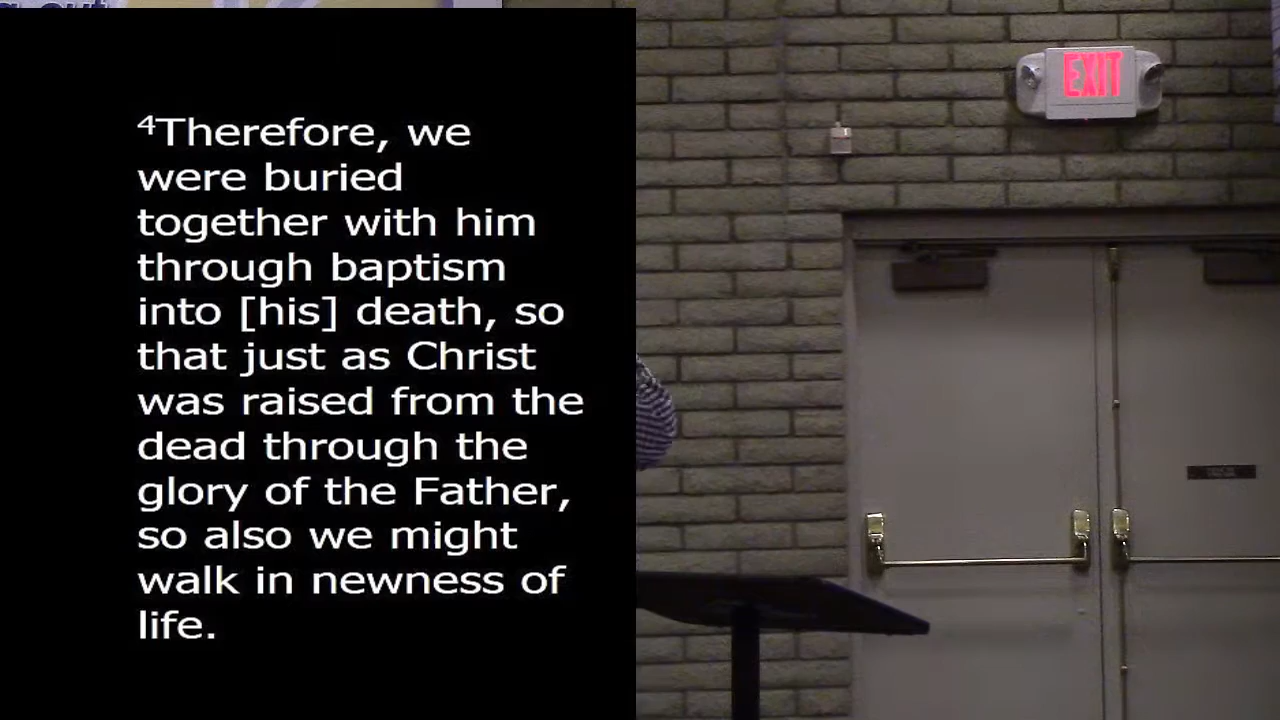 out
⁴Therefore, we
were buried
together with him
through baptism
into [his] death, so
that just as Christ
was raised from the
dead through the
glory of the Father,
so also we might
walk in newness of
life.
EXIT